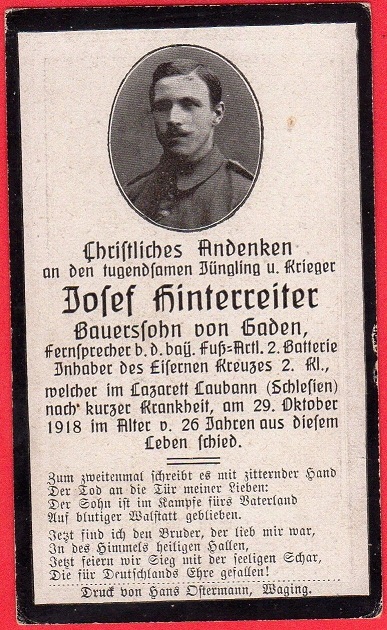 Christliches Andenken
an den tugendsamen Jüngling u. Krieger
Josef Hinterreiter
Bauerssohn von Gaden,
Fernsprecher b. d. bay. Fuß=Artl. 2. Batterie
Inhaber des Eisernen Kreuzes 2. Kl.,
welcher im Lazarett Laubann (Schlesien)
nach kurzer Krankheit, am 29. Oktober
1918 im Alter v. 26 Jahren aus diesem
Leben schied.
Zum zweitenmal schreibt es mit zitternder Hand
Der Tod an die Tür meiner Lieben:
Der Sohn ist im Kampfe fürs Vaterland
Auf blutiger Walstatt geblieben.
Jetzt find ich den Bruder, der lieb mir war,
In des Himmels heiligen Hallen,
Jetzt feiern wir Sieg mit der seeligen Schar,
Die für Deutschlands Ehre gefallen!
Druck von Hans Ostermann, Waging.